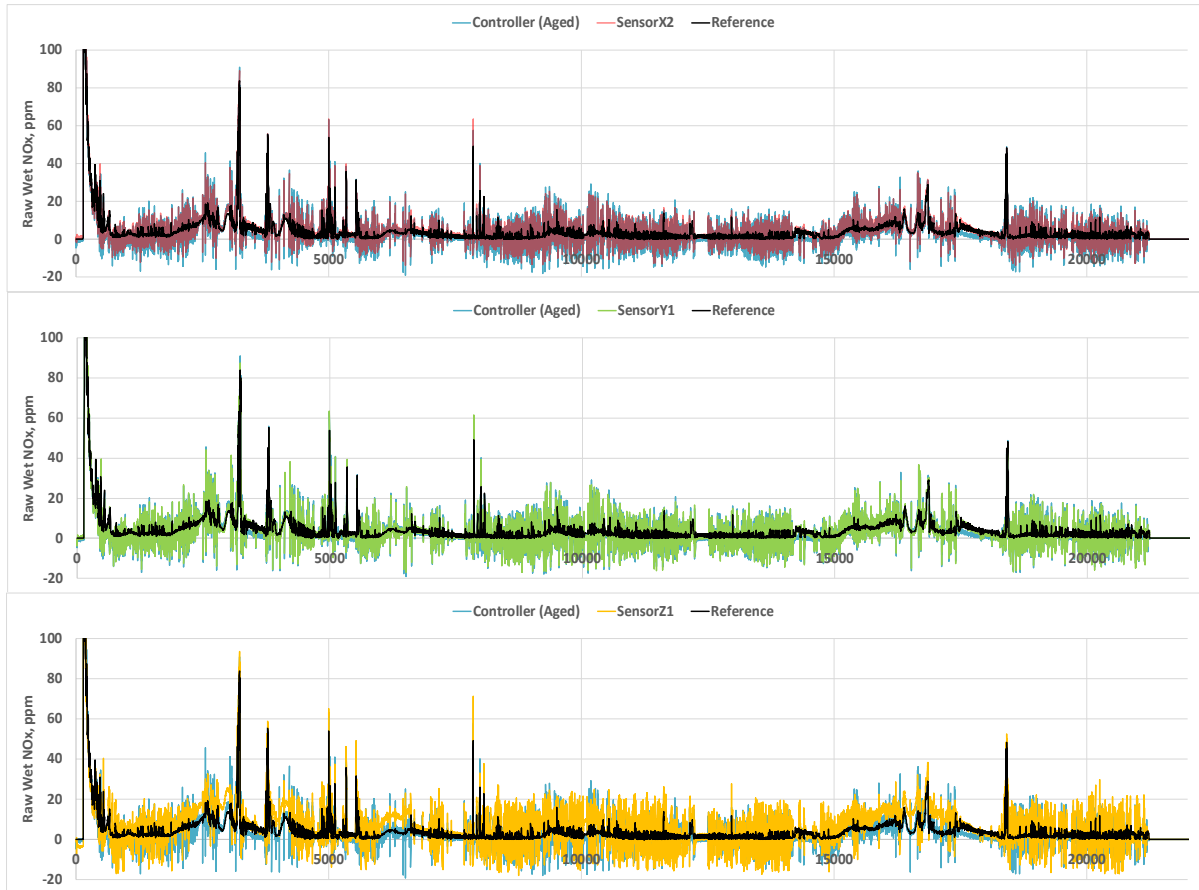 Controller (Aged) SensorX2 Reference
Raw Wet NOx, ppm
100
80
60
40
20
0
-20
0 5000 10000 15000 20000
Controller (Aged) SensorY1 Reference
Raw Wet NOx, ppm
100
80
60
40
20
0
-20
0 5000 10000 15000 20000
Controller (Aged) SensorZ1 Reference
Raw Wet NOx, ppm
100
80
60
40
20
0
-20
0 5000 10000 15000 20000